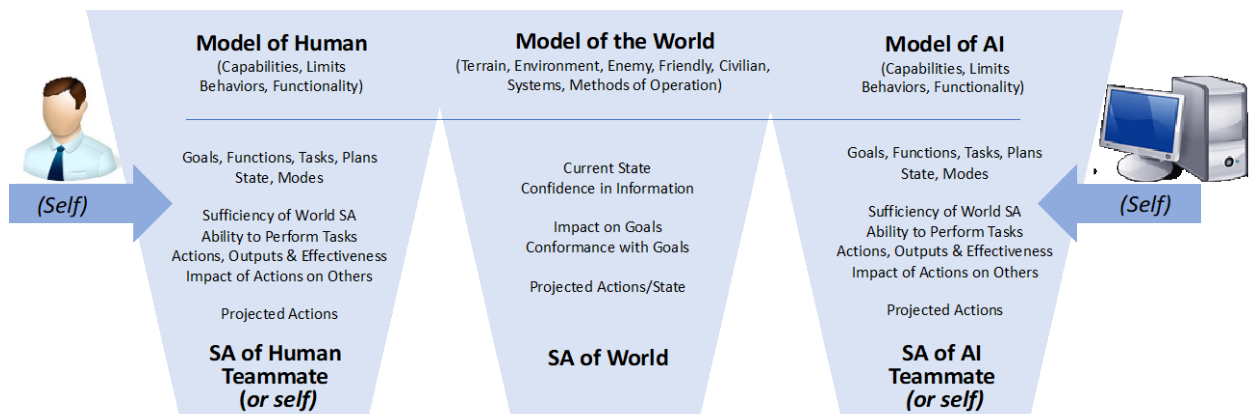 Model of Human
(Capabilities, Limits
Behaviors, Functionality)
Goals, Functions, Tasks, Plans
State, Modes
Sufficiency of World SA
Ability to Perform Tasks
Actions, Outputs & Effectiveness
Impact of Actions on Others
Projected Actions
SA of Human
Teammate
(or self)
(Self)
Model of the World
(Terrain, Environment, Enemy, Friendly, Civilian,
Systems, Methods of Operation)
Current State
Confidence in Information
Impact on Goals
Conformance with Goals
Projected Actions/State
SA of World
Model of AI
(Capabilities, Limits
Behaviors, Functionality)
Goals, Functions, Tasks, Plans
State, Modes
Sufficiency of World SA
Ability to Perform Tasks
Actions, Outputs & Effectiveness
Impact of Actions on Others
Projected Actions
SA of AI
Teammate
(or self)
(Self)